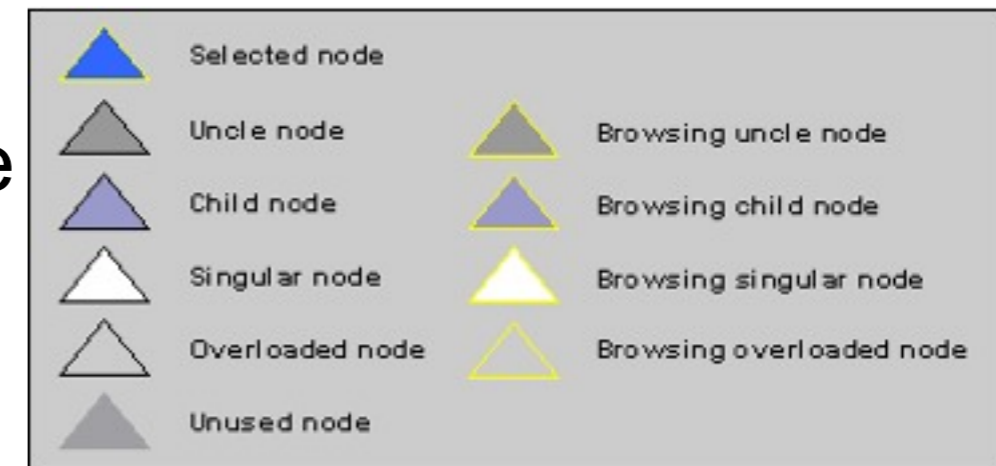 e
Selected node
Uncle node
Browsing uncle node
Child node
Browsing child node
Singular node
Browsing singular node
Overloaded node
Browsing overloaded node
Unused node